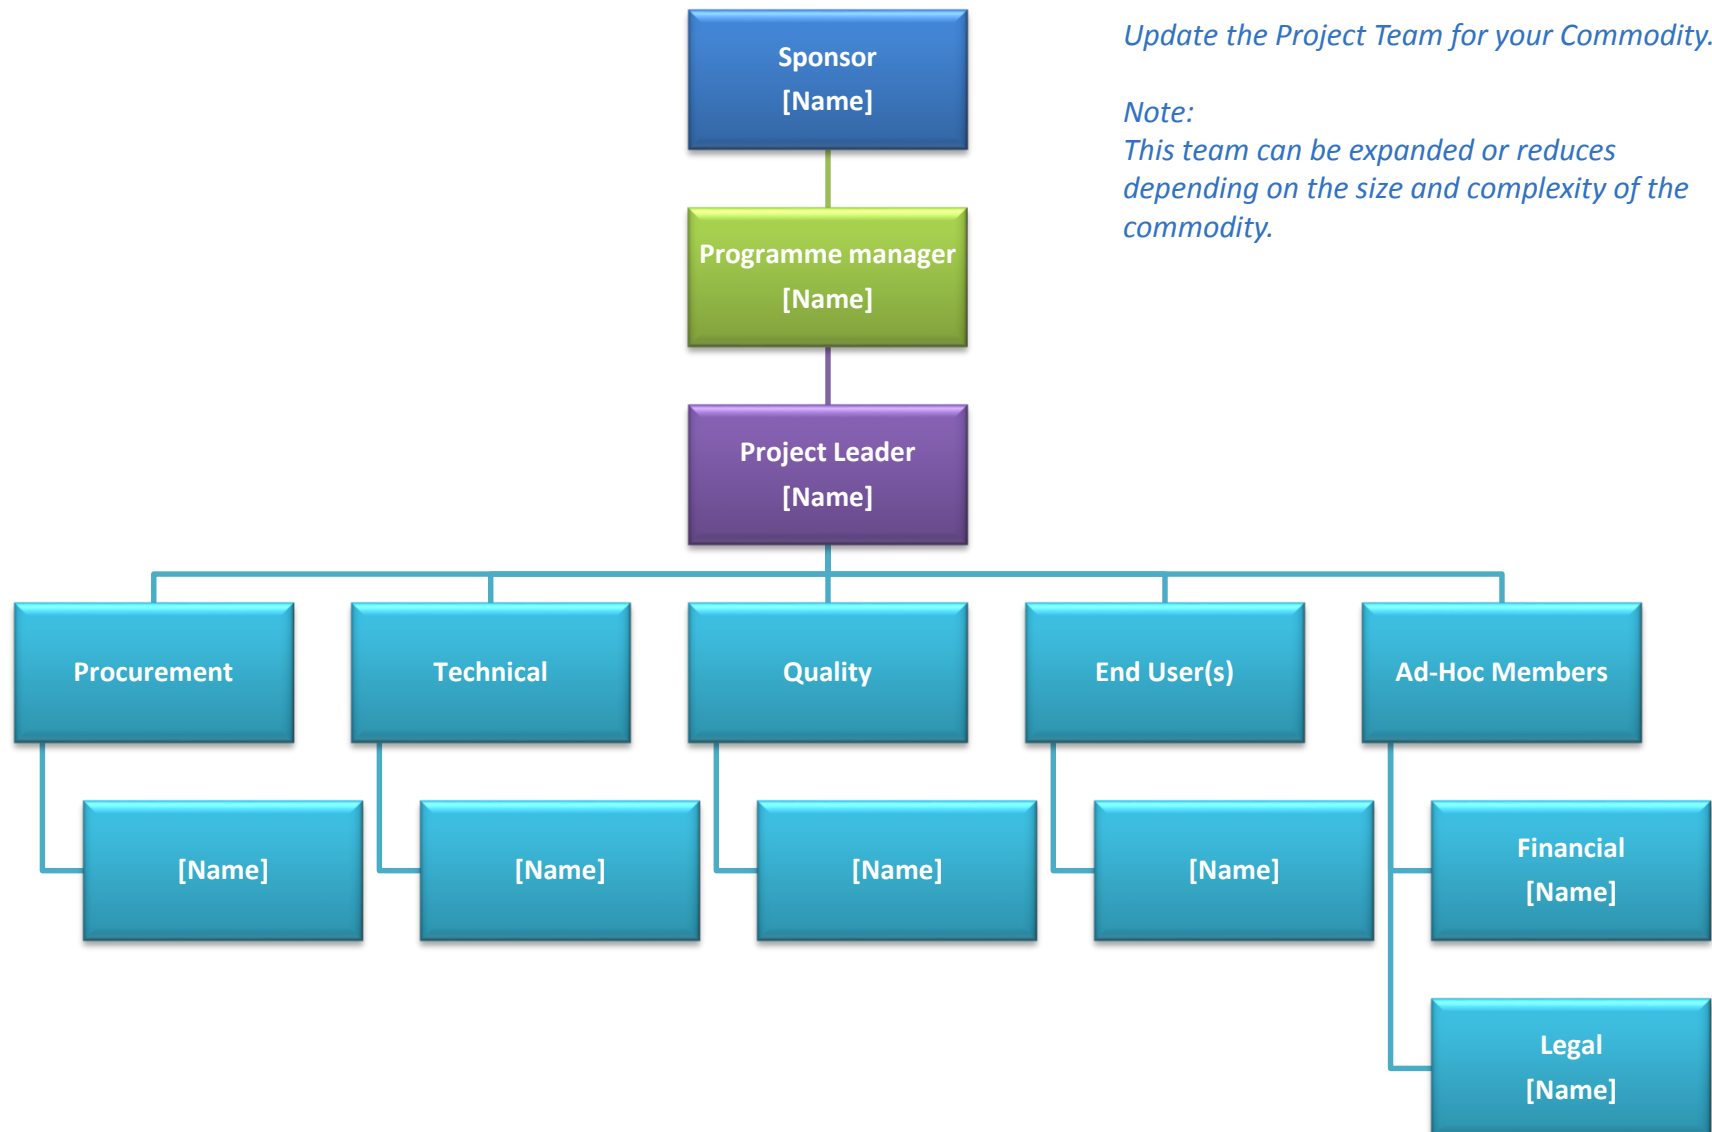 Sponsor
[Name]
Update the Project Team for your Commodity.
Note:
This team can be expanded or reduces
depending on the size and complexity of the
commodity.
Programme manager
[Name]
Project Leader
[Name]
Procurement
Technical
Quality
End User(s)
Ad-Hoc Members
[Name]
[Name]
[Name]
[Name]
Financial
[Name]
Legal
[Name]